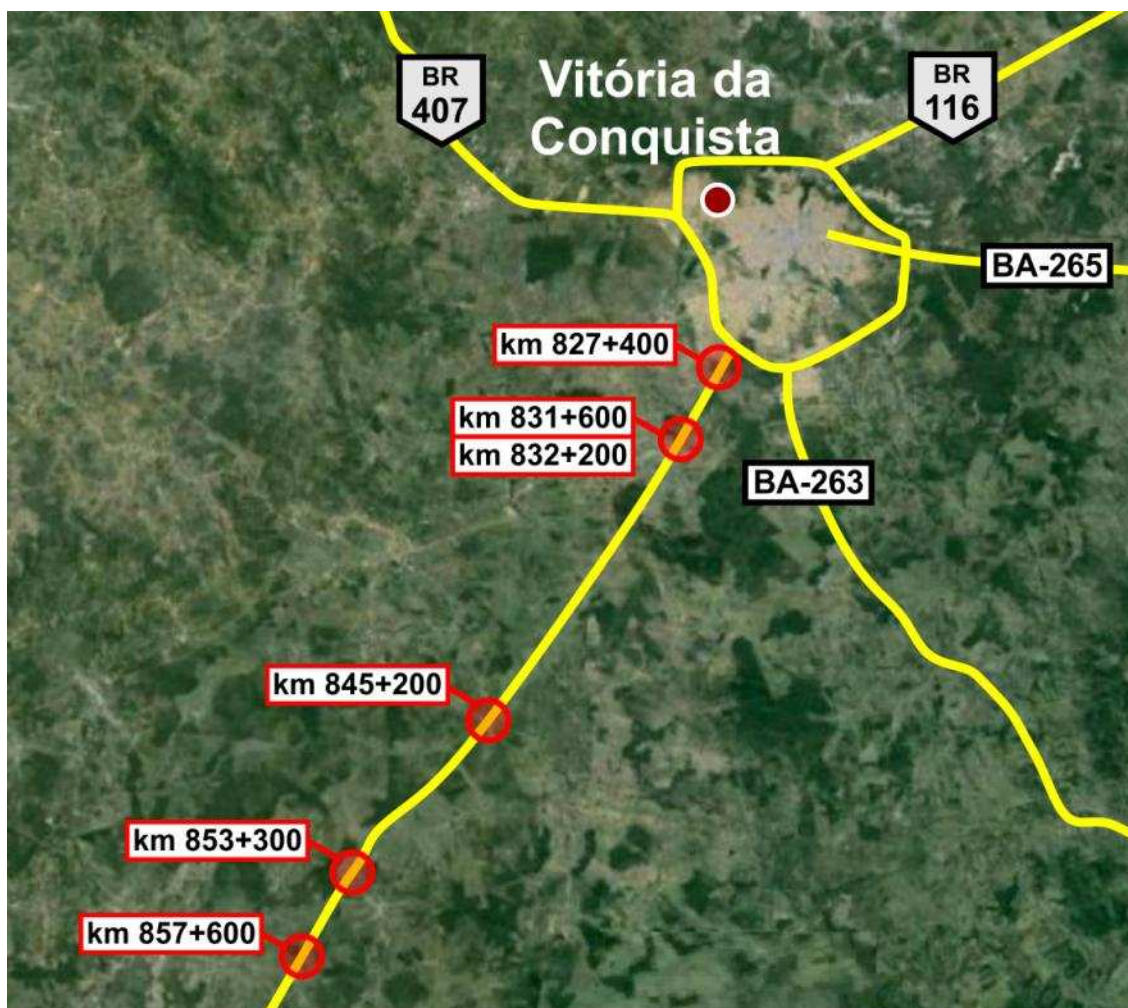 BR
407
Vitória da
Conquista
BR
116
BA-265
km 827+400
km 831+600
km 832+200
BA-263
km 845+200
km 853+300
km 857+600